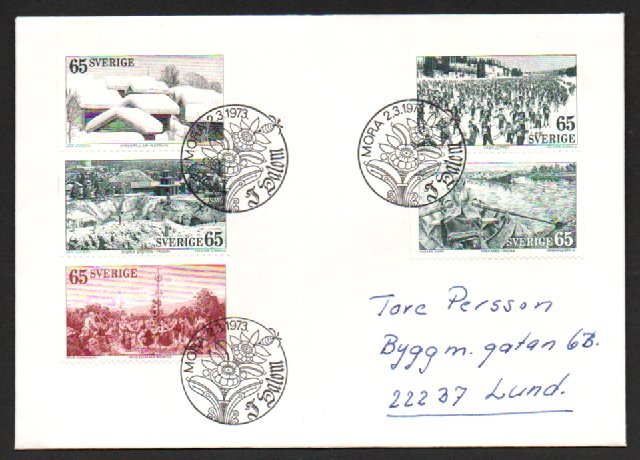 65 SVERIGE
SVERIGE 65
SVERIGE 65
SVERIGE 65
65 SVERIGE
MORA 2.3.1973.
MORA 2.3.1973.
MORA 2.3.1973.
Tore Persson
Byggm. gatan 6B.
22237 Lund.